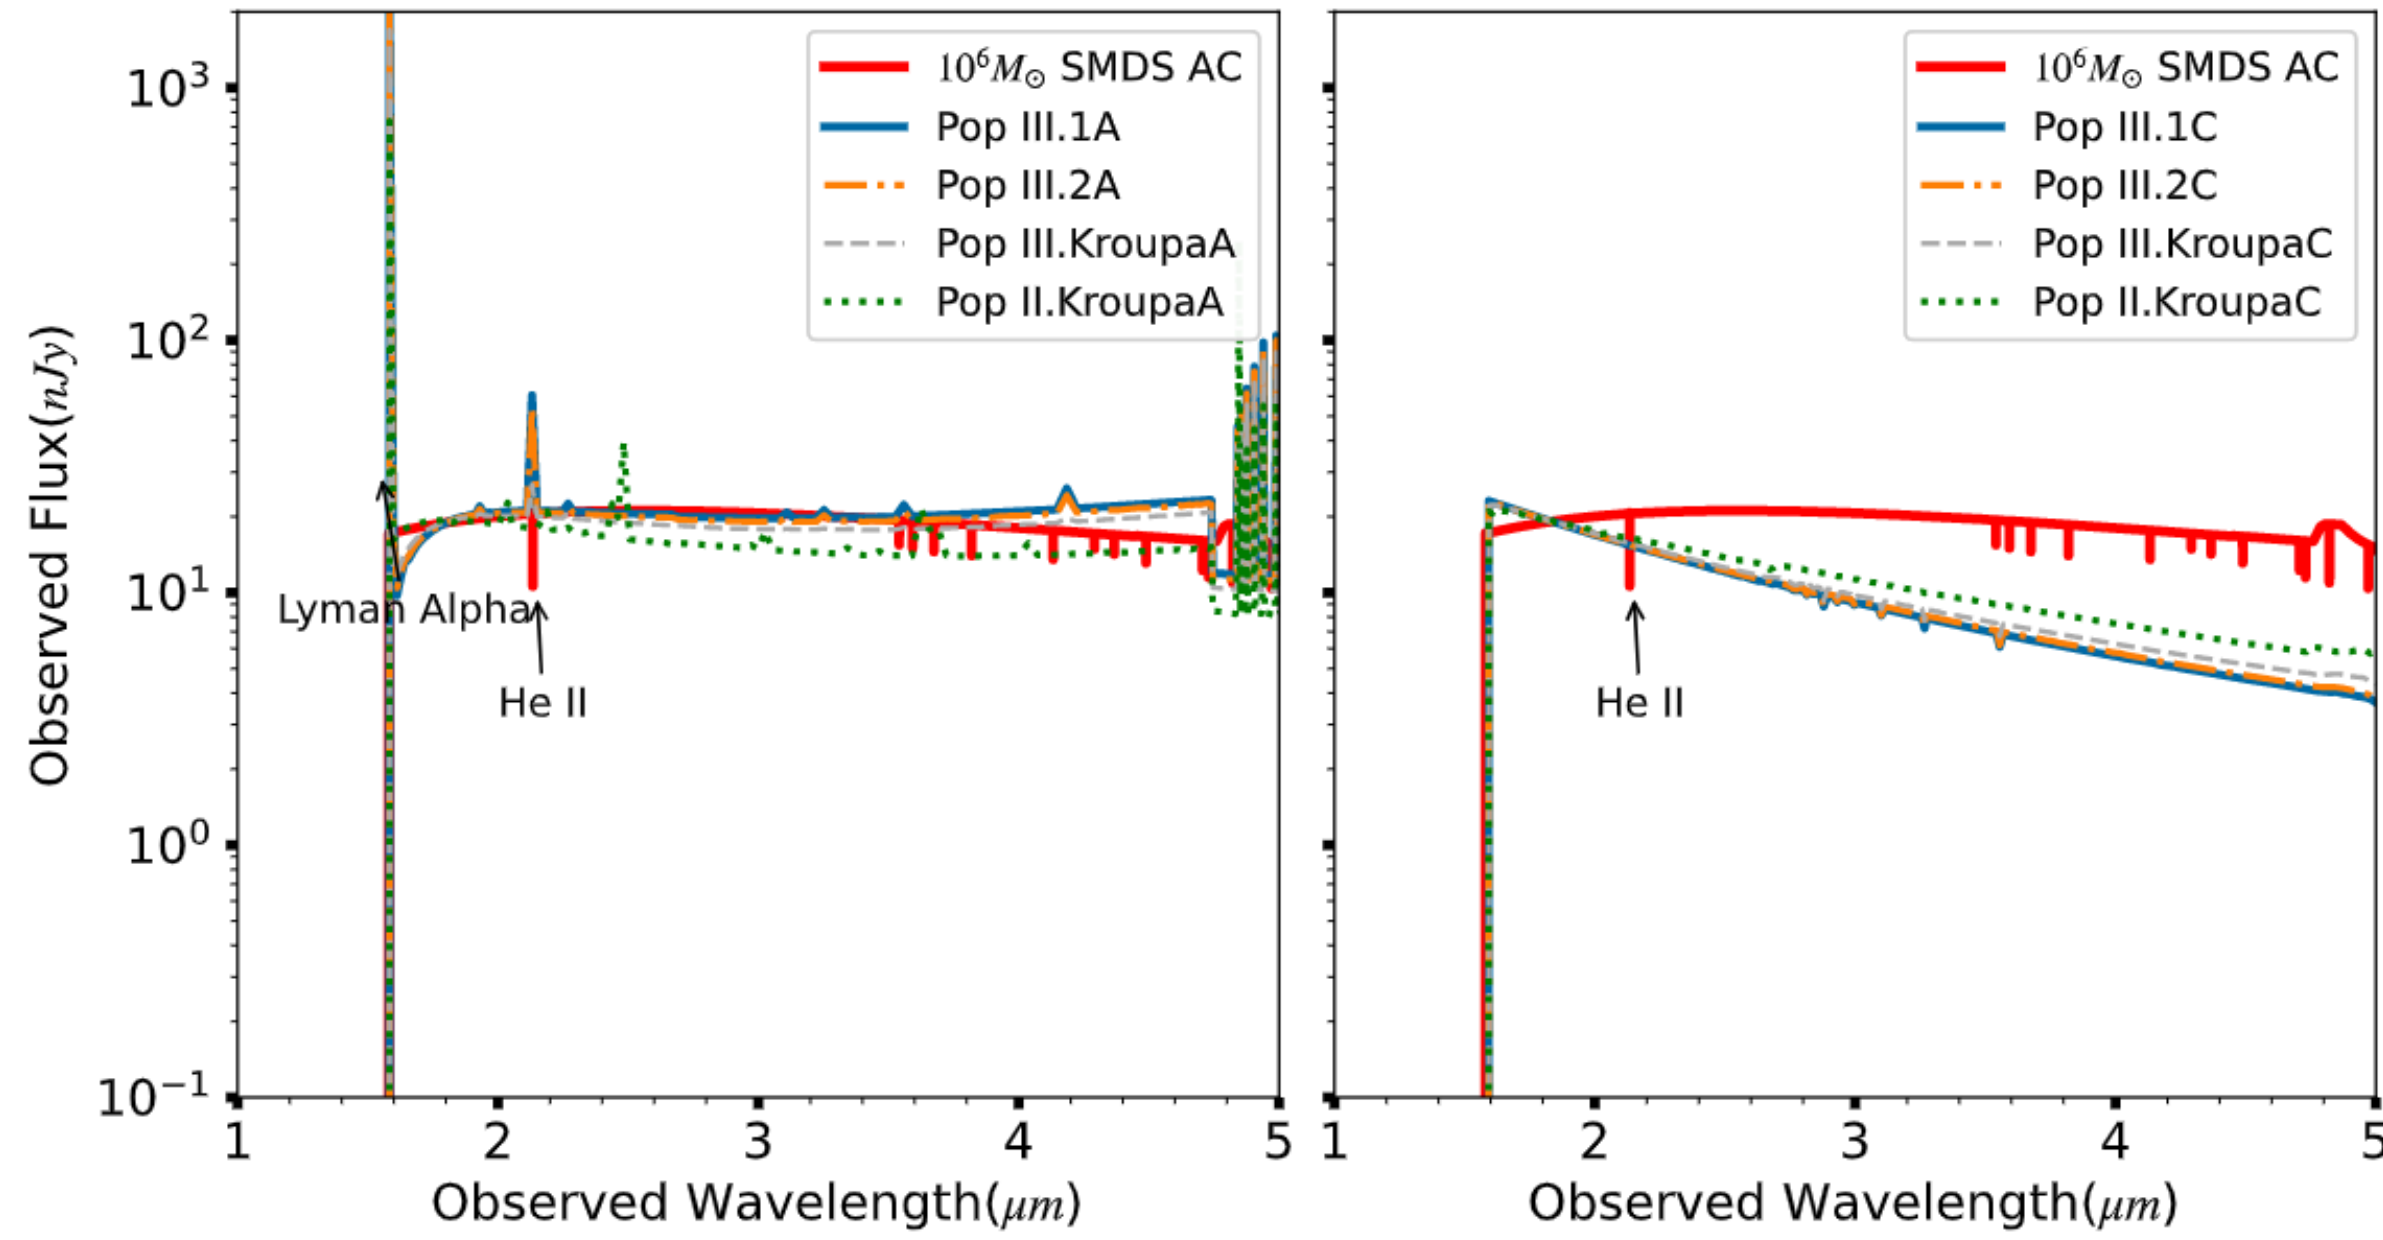 10³
10²
10¹
10⁰
10⁻¹
Observed Flux(nJy)
10⁶M⊙ SMDS AC
Pop III.1A
Pop III.2A
Pop III.KroupaA
Pop II.KroupaA
Lyman Alpha
He II
1 2 3 4 5
Observed Wavelength(μm)
10⁶M⊙ SMDS AC
Pop III.1C
Pop III.2C
Pop III.KroupaC
Pop II.KroupaC
He II
1 2 3 4 5
Observed Wavelength(μm)